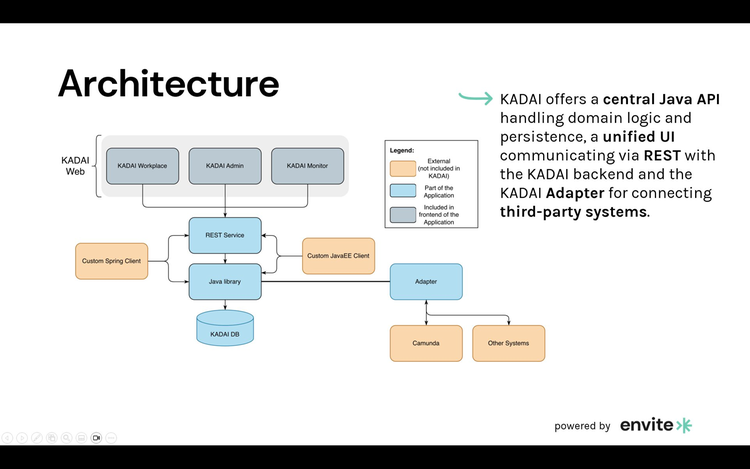 Architecture
KADAI offers a central Java API
handling domain logic and
persistence, a unified UI
communicating via REST with
the KADAI backend and the
KADAI Adapter for connecting
third-party systems.
KADAI
Web
KADAI Workplace
KADAI Admin
KADAI Monitor
Legend:
External
(not included in
KADAI)
Part of the
Application
Included in
frontend of the
Application
REST Service
Custom Spring Client
Custom JavaEE Client
Java library
Adapter
KADAI DB
Camunda
Other Systems
powered by envite